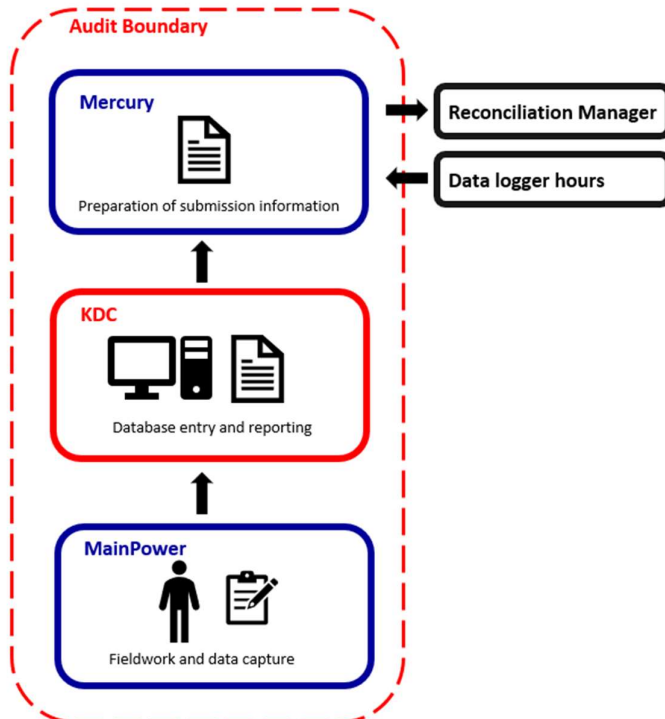 Audit Boundary
Mercury
Preparation of submission information
Reconciliation Manager
Data logger hours
KDC
Database entry and reporting
MainPower
Fieldwork and data capture